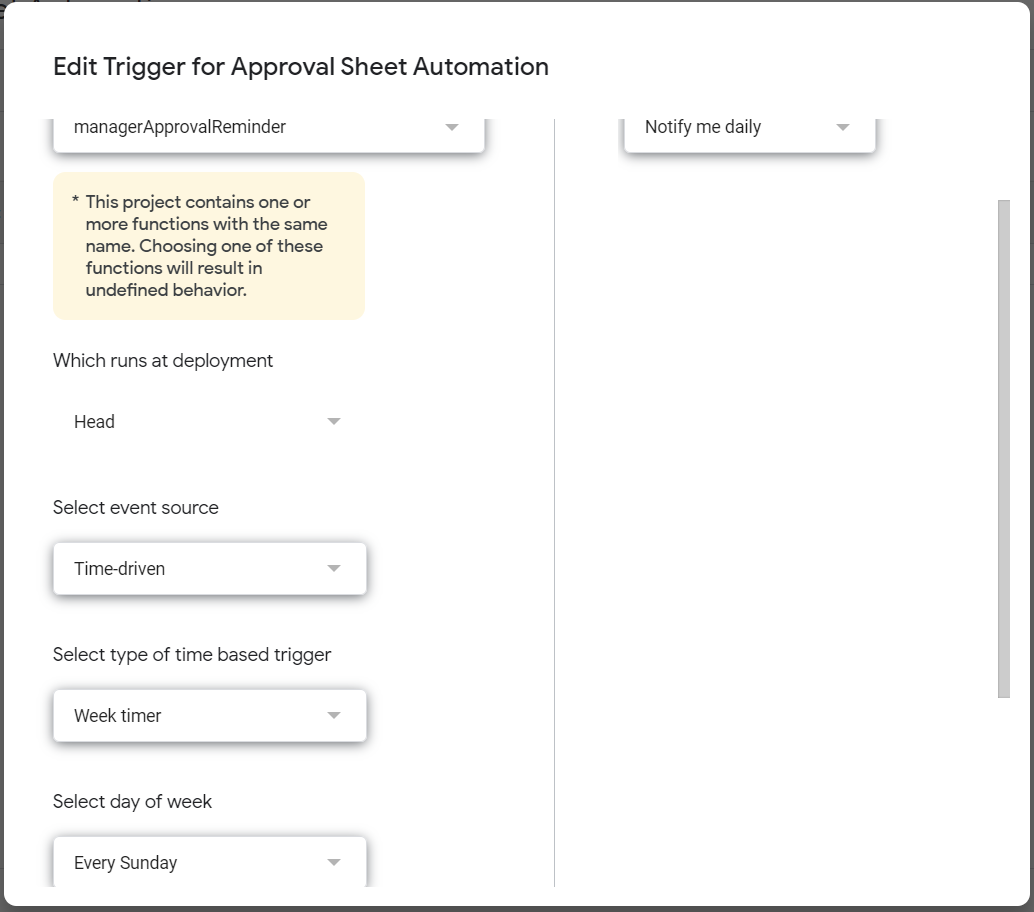 Edit Trigger for Approval Sheet Automation
managerApprovalReminder
Notify me daily
* This project contains one or
more functions with the same
name. Choosing one of these
functions will result in
undefined behavior.
Which runs at deployment
Head
Select event source
Time-driven
Select type of time based trigger
Week timer
Select day of week
Every Sunday